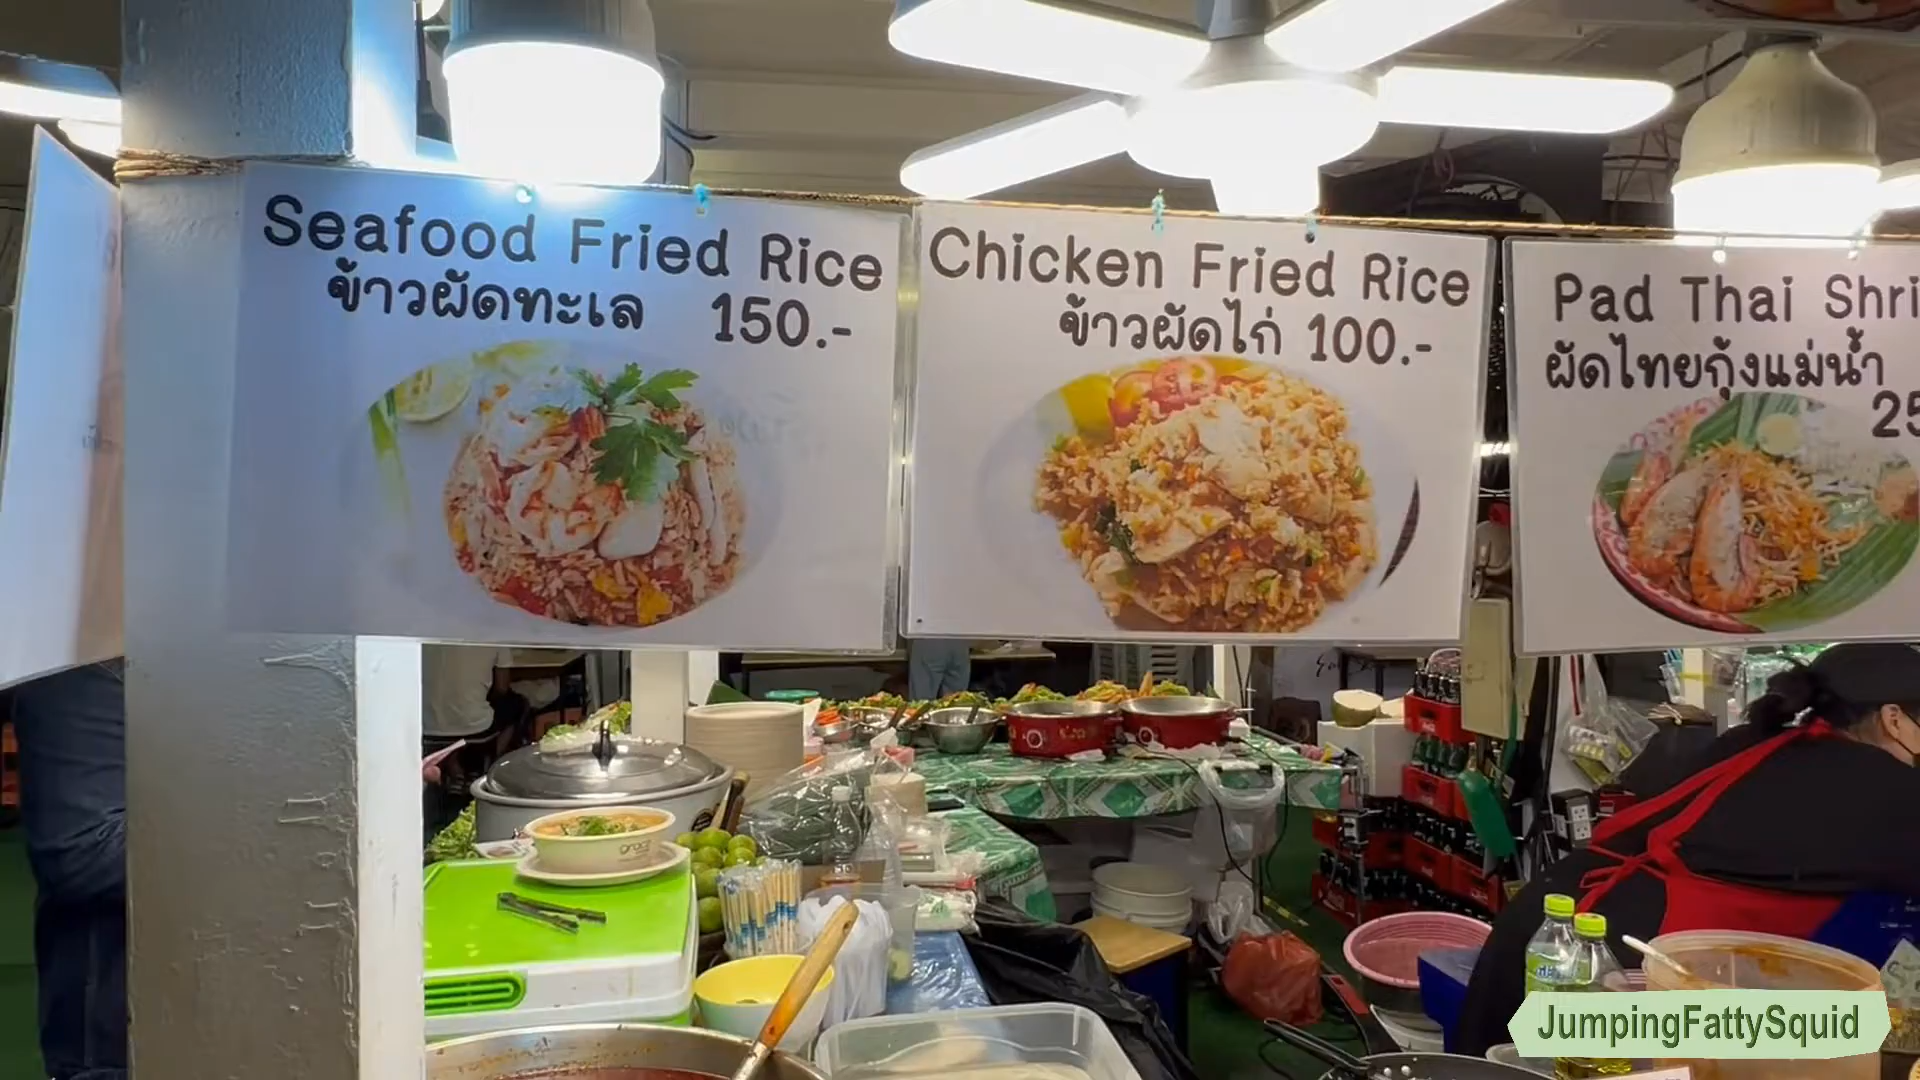 Seafood Fried Rice
ข้าวผัดทะเล 150.-
Chicken Fried Rice
ข้าวผัดไก่ 100.-
Pad Thai Shri
ผัดไทยกุ้งแม่น้ำ
25
JumpingFattySquid